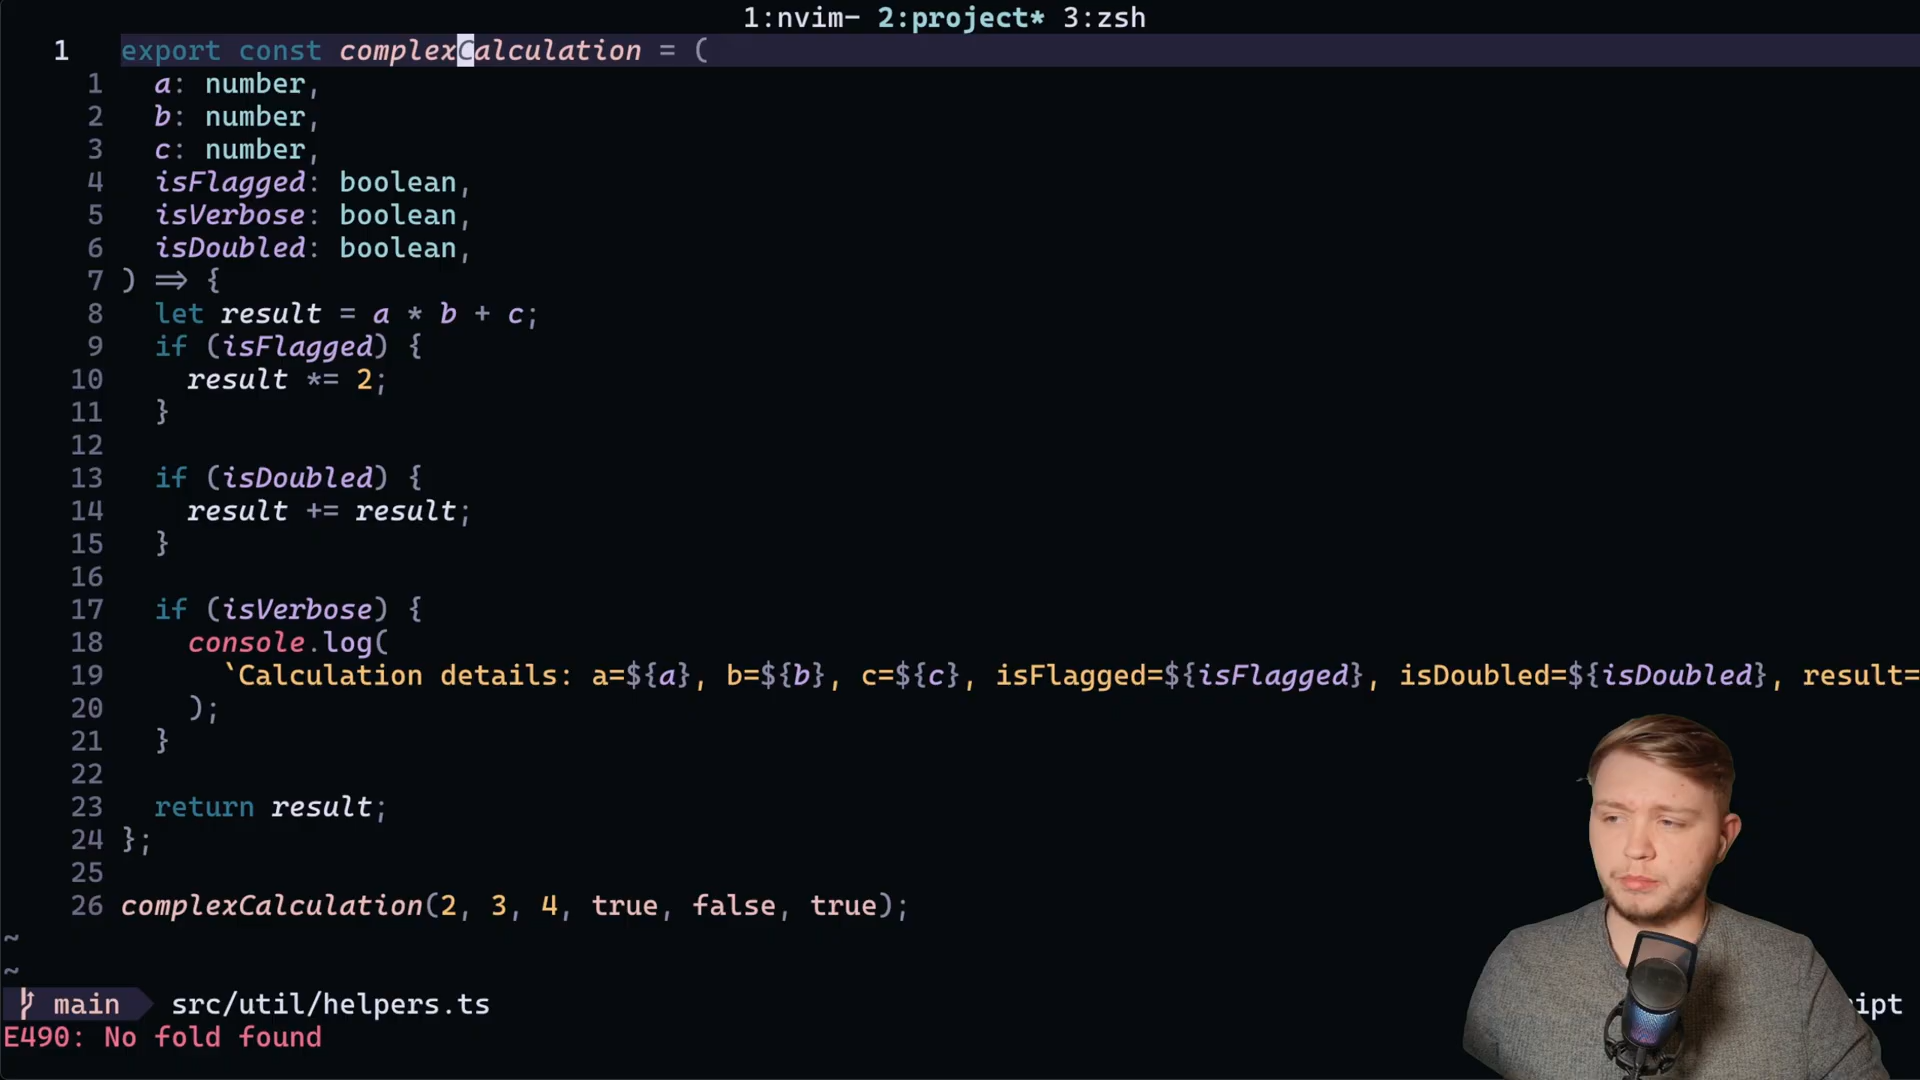 1:nvim- 2:project* 3:zsh
1 export const complexCalculation = (
1 a: number,
2 b: number,
3 c: number,
4 isFlagged: boolean,
5 isVerbose: boolean,
6 isDoubled: boolean,
7 ) => {
8 let result = a * b + c;
9 if (isFlagged) {
10 result *= 2;
11 }
12
13 if (isDoubled) {
14 result += result;
15 }
16
17 if (isVerbose) {
18 console.log(
19 `Calculation details: a=${a}, b=${b}, c=${c}, isFlagged=${isFlagged}, isDoubled=${isDoubled}, result=
20 );
21 }
22
23 return result;
24 };
25
26 complexCalculation(2, 3, 4, true, false, true);
~
~
main src/util/helpers.ts
E490: No fold found